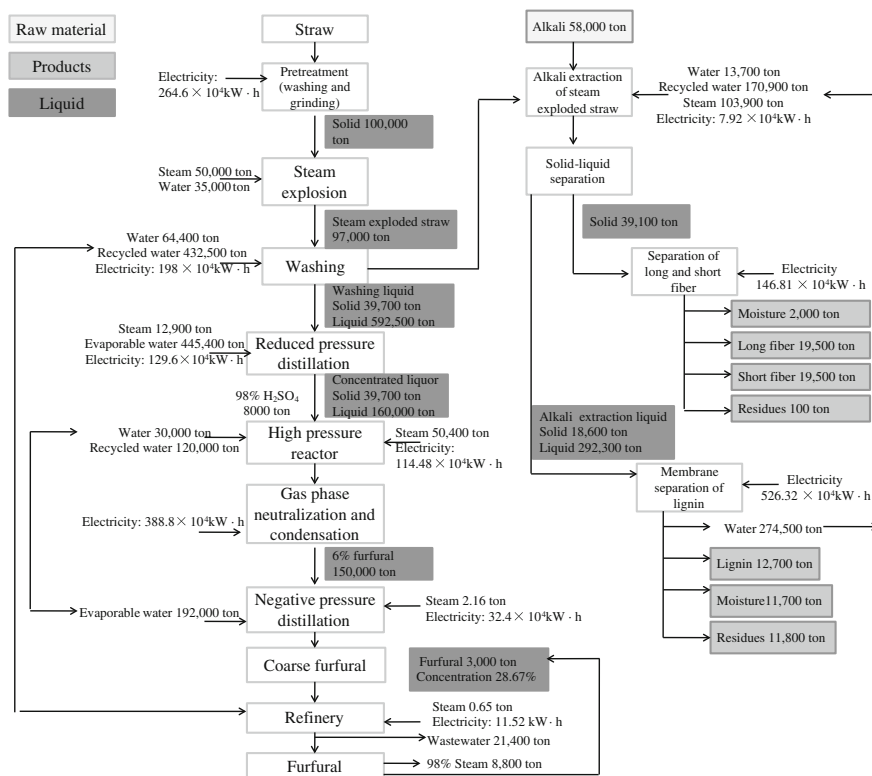 Raw material
Products
Liquid
Straw
Electricity:
264.6 × 10⁴kW · h
Pretreatment
(washing and
grinding)
Solid 100,000
ton
Steam 50,000 ton
Water 35,000 ton
Steam
explosion
Steam exploded straw
97,000 ton
Water 64,400 ton
Recycled water 432,500 ton
Electricity: 198 × 10⁴kW · h
Washing
Washing liquid
Solid 39,700 ton
Liquid 592,500 ton
Steam 12,900 ton
Evaporable water 445,400 ton
Electricity: 129.6× 10⁴kW · h
Reduced pressure
distillation
98% H₂SO₄
8000 ton
Concentrated liquor
Solid 39,700 ton
Liquid 160,000 ton
Water 30,000 ton
Recycled water 120,000 ton
High pressure
reactor
Steam 50,400 ton
Electricity:
114.48 × 10⁴kW · h
Electricity: 388.8× 10⁴kW · h
Gas phase
neutralization and
condensation
6% furfural
150,000 ton
Evaporable water 192,000 ton
Negative pressure
distillation
Steam 2.16 ton
Electricity: 32.4× 10⁴kW · h
Coarse furfural
Furfural 3,000 ton
Concentration 28.67%
Refinery
Steam 0.65 ton
Electricity: 11.52 kW · h
Wastewater 21,400 ton
Furfural
98% Steam 8,800 ton
Alkali 58,000 ton
Alkali extraction
of steam
exploded straw
Water 13,700 ton
Recycled water 170,900 ton
Steam 103,900 ton
Electricity: 7.92 ×10⁴kW · h
Solid-liquid
separation
Solid 39,100 ton
Separation of
long and short
fiber
Electricity
146.81 × 10⁴kW · h
Moisture 2,000 ton
Long fiber 19,500 ton
Short fiber 19,500 ton
Residues 100 ton
Alkali extraction liquid
Solid 18,600 ton
Liquid 292,300 ton
Membrane
separation of
lignin
Electricity
526.32 × 10⁴kW · h
Water 274,500 ton
Lignin 12,700 ton
Moisture11,700 ton
Residues 11,800 ton